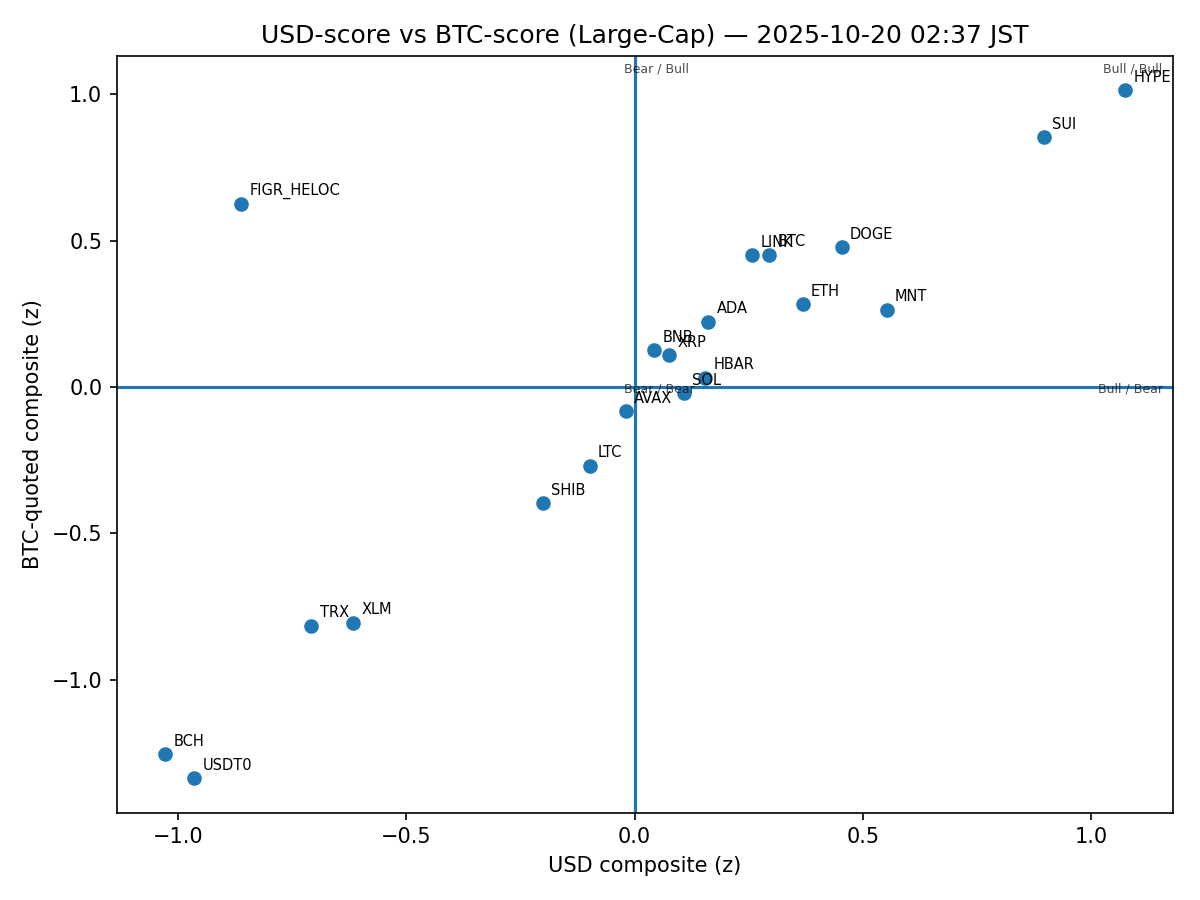 USD-score vs BTC-score (Large-Cap) — 2025-10-20 02:37 JST
Bear / Bull
Bull / Bull
HYPE
SUI
FIGR_HELOC
DOGE
LINK
BTC
ETH
MNT
ADA
BNB
XRP
HBAR
SOL
Bear / Bear
Bull / Bear
AVAX
LTC
SHIB
TRX
XLM
BCH
USDT0
1.0
0.5
0.0
−0.5
−1.0
BTC-quoted composite (z)
−1.0
−0.5
0.0
0.5
1.0
USD composite (z)